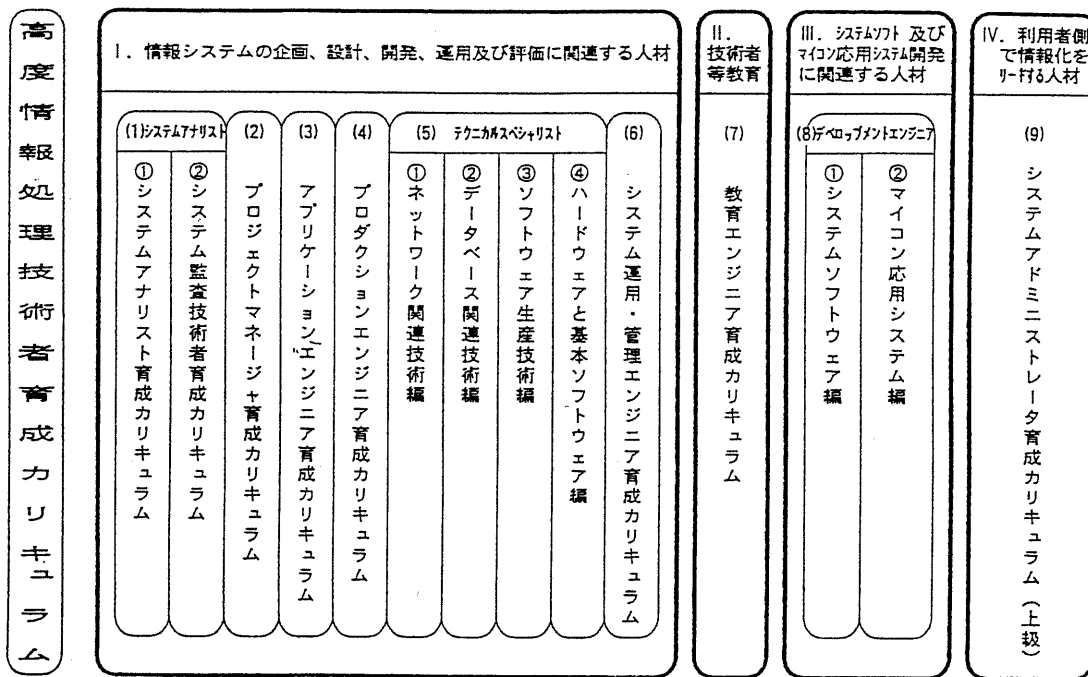 高度情報処理技術者育成カリキュラム
I. 情報システムの企画、設計、開発、運用及び評価に関連する人材
(1)システムアナリスト
①システムアナリスト育成カリキュラム
②システム監査技術者育成カリキュラム
(2)
プロジェクトマネージャ育成カリキュラム
(3)
アプリケーションエンジニア育成カリキュラム
(4)
プロダクションエンジニア育成カリキュラム
(5) テクニカルスペシャリスト
①ネットワーク関連技術編
②データベース関連技術編
③ソフトウェア生産技術編
④ハードウェアと基本ソフトウェア編
(6)
システム運用・管理エンジニア育成カリキュラム
II.
技術者
等教育
(7)
教育エンジニア育成カリキュラム
III. システムソフト 及び
マイコン応用システム開発
に関連する人材
(8)デベロップメントエンジニア
①システムソフトウェア編
②マイコン応用システム編
IV. 利用者側
で情報化を
リードする人材
(9)
システムアドミニストレータ育成カリキュラム(上級)